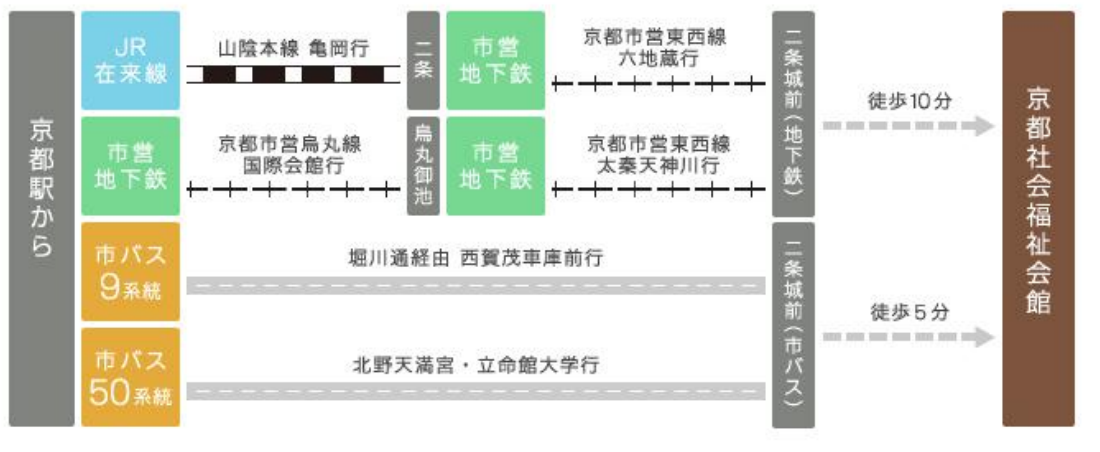 京都駅から
JR
在来線
山陰本線 亀岡行
二条
市営
地下鉄
京都市営東西線
六地蔵行
市営
地下鉄
京都市営烏丸線
国際会館行
烏丸御池
市営
地下鉄
京都市営東西線
太秦天神川行
二条城前(地下鉄)
徒歩10分
市バス
9系統
堀川通経由 西賀茂車庫前行
市バス
50系統
北野天満宮・立命館大学行
二条城前(市バス)
徒歩5分
京都社会福祉会館